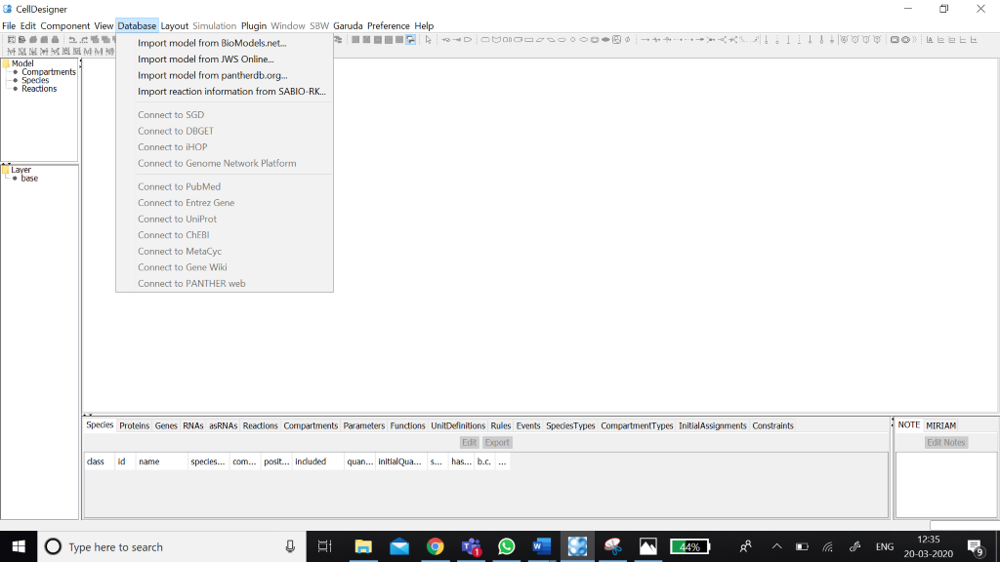 CellDesigner
File Edit Component View Database Layout Simulation Plugin Window SBW Garuda Preference Help
Import model from BioModels.net...
Import model from JWS Online...
Import model from pantherdb.org...
Import reaction information from SABIO-RK...
Connect to SGD
Connect to DBGET
Connect to iHOP
Connect to Genome Network Platform
Connect to PubMed
Connect to Entrez Gene
Connect to UniProt
Connect to ChEBI
Connect to MetaCyc
Connect to Gene Wiki
Connect to PANTHER web
Model
Compartments
Species
Reactions
Layer
base
Species Proteins Genes RNAs asRNAs Reactions Compartments Parameters Functions UnitDefinitions Rules Events SpeciesTypes CompartmentTypes InitialAssignments Constraints
Edit Export
class id name species... com... posit... included quan... initialQua... s... has... b.c. ...
NOTE MIRIAM
Edit Notes
Type here to search
1
44%
ENG
12:35
20-03-2020
9